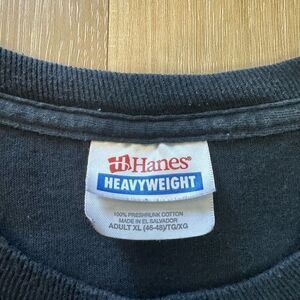 Hanes®
HEAVYWEIGHT
100% PRESHRUNK COTTON
MADE IN EL SALVADOR
ADULT XL (46-48)/TG/XG